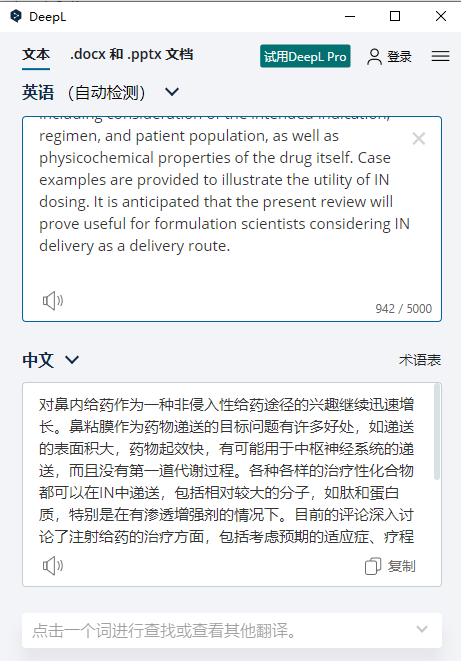 DeepL
文本 .docx 和 .pptx 文档 试用DeepL Pro 登录
英语 （自动检测）
including consideration of the intended indication,
regimen, and patient population, as well as
physicochemical properties of the drug itself. Case
examples are provided to illustrate the utility of IN
dosing. It is anticipated that the present review will
prove useful for formulation scientists considering IN
delivery as a delivery route.
942 / 5000
中文 术语表
对鼻内给药作为一种非侵入性给药途径的兴趣继续迅速增
长。鼻粘膜作为药物递送的目标问题有许多好处，如递送
的表面积大，药物起效快，有可能用于中枢神经系统的递
送，而且没有第一道代谢过程。各种各样的治疗性化合物
都可以在IN中递送，包括相对较大的分子，如肽和蛋白
质，特别是在有渗透增强剂的情况下。目前的评论深入讨
论了注射给药的治疗方面，包括考虑预期的适应症、疗程
复制
点击一个词进行查找或查看其他翻译。